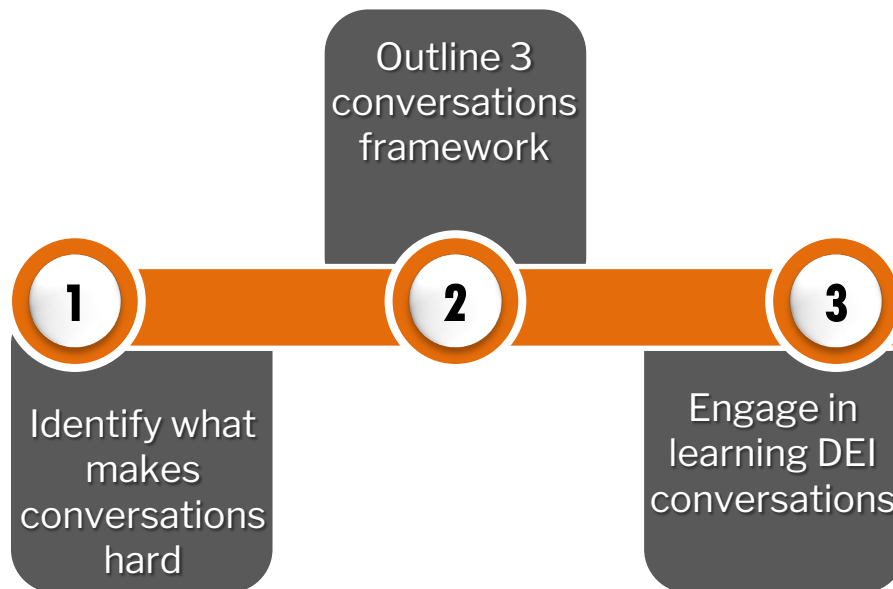 1
Identify what
makes
conversations
hard
2
Outline 3
conversations
framework
3
Engage in
learning DEI
conversations